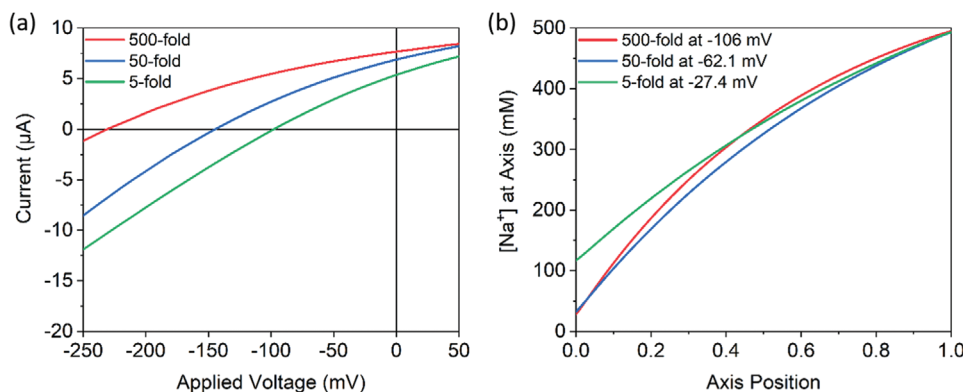 (a)
500-fold
50-fold
5-fold
10
5
0
-5
-10
-15
-20
-250 -200 -150 -100 -50 0 50
Current (μA)
Applied Voltage (mV)
(b)
500-fold at -106 mV
50-fold at -62.1 mV
5-fold at -27.4 mV
500
400
300
200
100
0
0.0 0.2 0.4 0.6 0.8 1.0
[Na⁺] at Axis (mM)
Axis Position